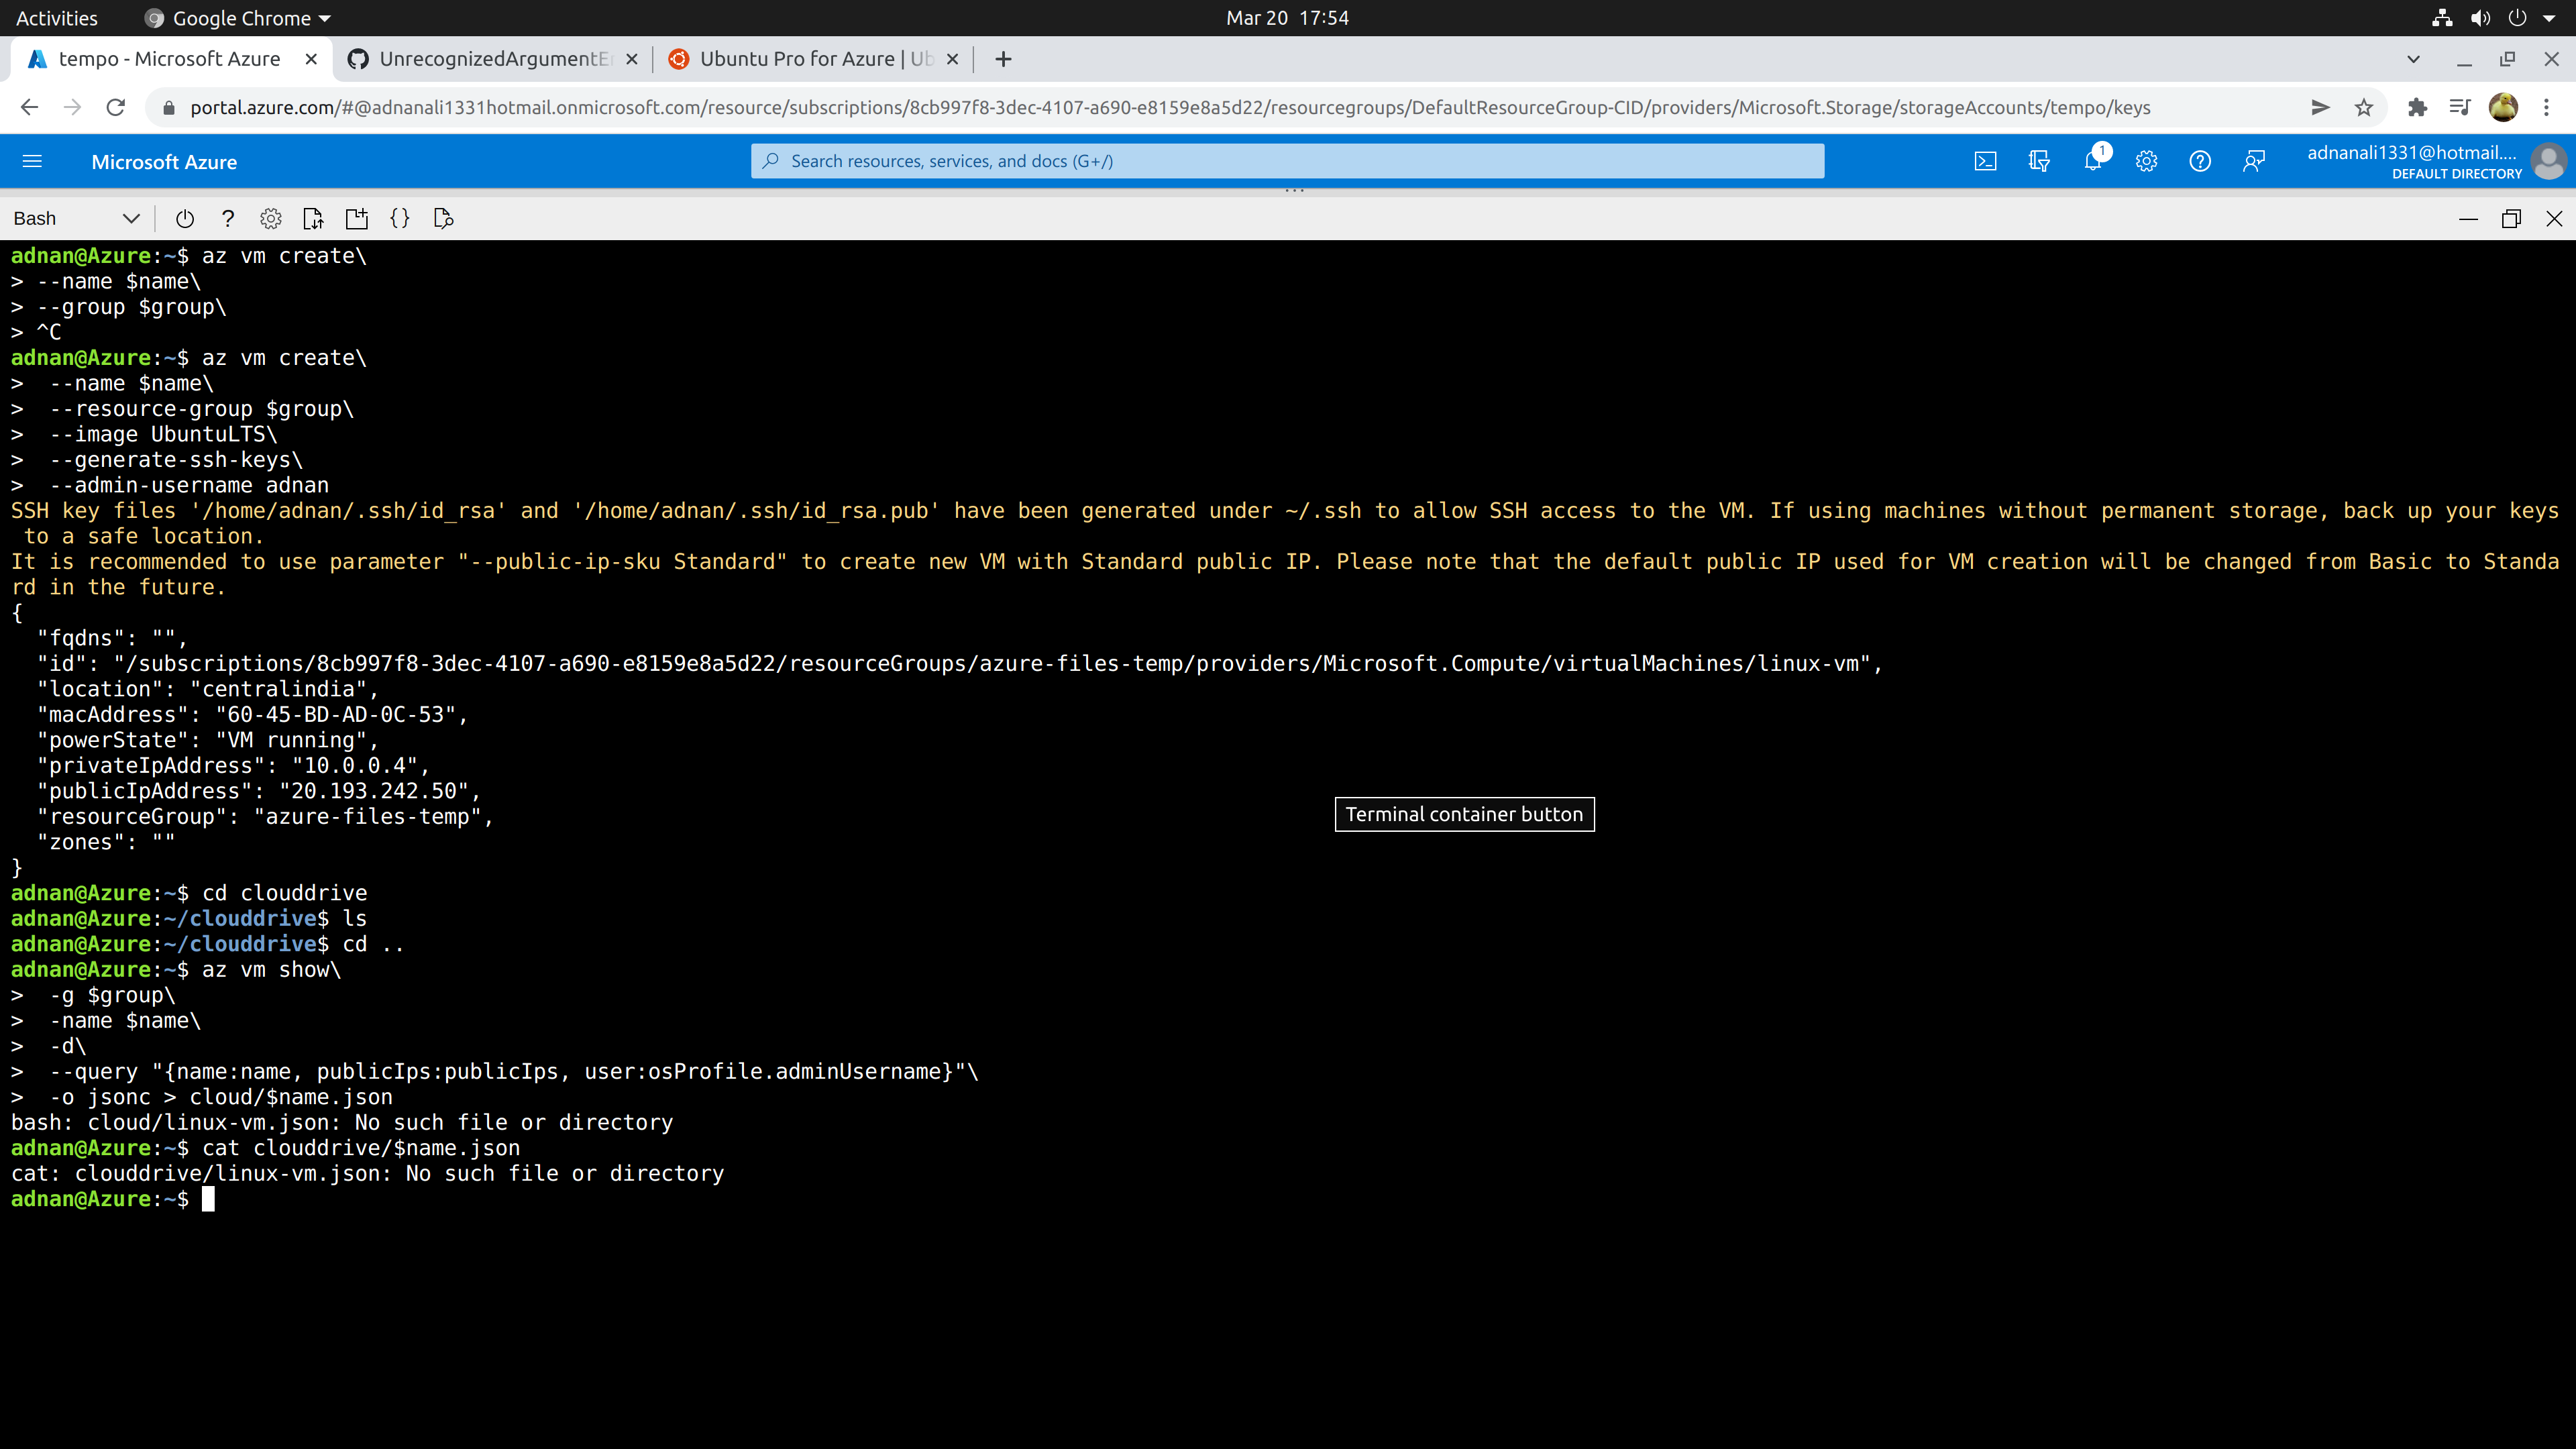 Activities
Google Chrome
Mar 20 17:54
tempo - Microsoft Azure
UnrecognizedArgumentE
Ubuntu Pro for Azure | Ub
portal.azure.com/#@adnanali1331hotmail.onmicrosoft.com/resource/subscriptions/8cb997f8-3dec-4107-a690-e8159e8a5d22/resourcegroups/DefaultResourceGroup-CID/providers/Microsoft.Storage/storageAccounts/tempo/keys
Microsoft Azure
Search resources, services, and docs (G+/)
1
adnanali1331@hotmail....
DEFAULT DIRECTORY
Bash
adnan@Azure:~$ az vm create\
> --name $name\
> --group $group\
> ^C
adnan@Azure:~$ az vm create\
>  --name $name\
>  --resource-group $group\
>  --image UbuntuLTS\
>  --generate-ssh-keys\
>  --admin-username adnan
SSH key files '/home/adnan/.ssh/id_rsa' and '/home/adnan/.ssh/id_rsa.pub' have been generated under ~/.ssh to allow SSH access to the VM. If using machines without permanent storage, back up your keys
 to a safe location.
It is recommended to use parameter "--public-ip-sku Standard" to create new VM with Standard public IP. Please note that the default public IP used for VM creation will be changed from Basic to Standa
rd in the future.
{
  "fqdns": "",
  "id": "/subscriptions/8cb997f8-3dec-4107-a690-e8159e8a5d22/resourceGroups/azure-files-temp/providers/Microsoft.Compute/virtualMachines/linux-vm",
  "location": "centralindia",
  "macAddress": "60-45-BD-AD-0C-53",
  "powerState": "VM running",
  "privateIpAddress": "10.0.0.4",
  "publicIpAddress": "20.193.242.50",
  "resourceGroup": "azure-files-temp",
Terminal container button
  "zones": ""
}
adnan@Azure:~$ cd clouddrive
adnan@Azure:~/clouddrive$ ls
adnan@Azure:~/clouddrive$ cd ..
adnan@Azure:~$ az vm show\
>  -g $group\
>  -name $name\
>  -d\
>  --query "{name:name, publicIps:publicIps, user:osProfile.adminUsername}"\
>  -o jsonc > cloud/$name.json
bash: cloud/linux-vm.json: No such file or directory
adnan@Azure:~$ cat clouddrive/$name.json
cat: clouddrive/linux-vm.json: No such file or directory
adnan@Azure:~$